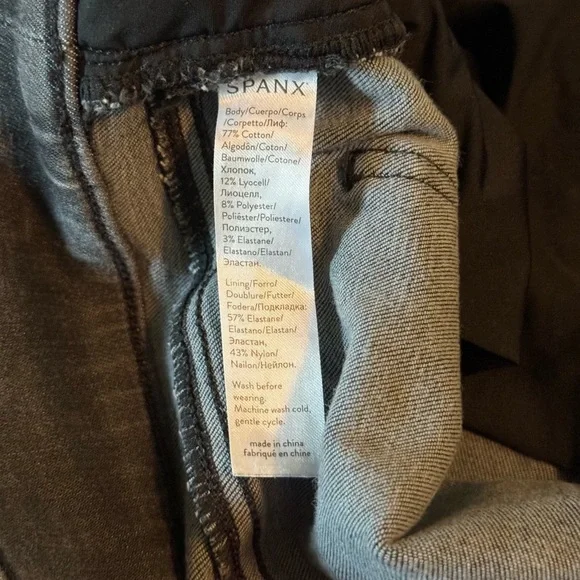 SPANX
Body/Cuerpo/Corps
/Corpetto/Лиф:
77% Cotton/
Algodón/Coton/
Baumwolle/Cotone/
Хлопок,
12% Lyocell/
Лиоцелл,
8% Polyester/
Poliéster/Poliestere/
Полиэстер,
3% Elastane/
Elastano/Elastan/
Эластан.
Lining/Forro/
Doublure/Futter/
Fodera/Подкладка:
57% Elastane/
Elastano/Elastan/
Эластан,
43% Nylon/
Nailon/Нейлон.
Wash before
wearing.
Machine wash cold,
gentle cycle.
made in china
fabriqué en chine